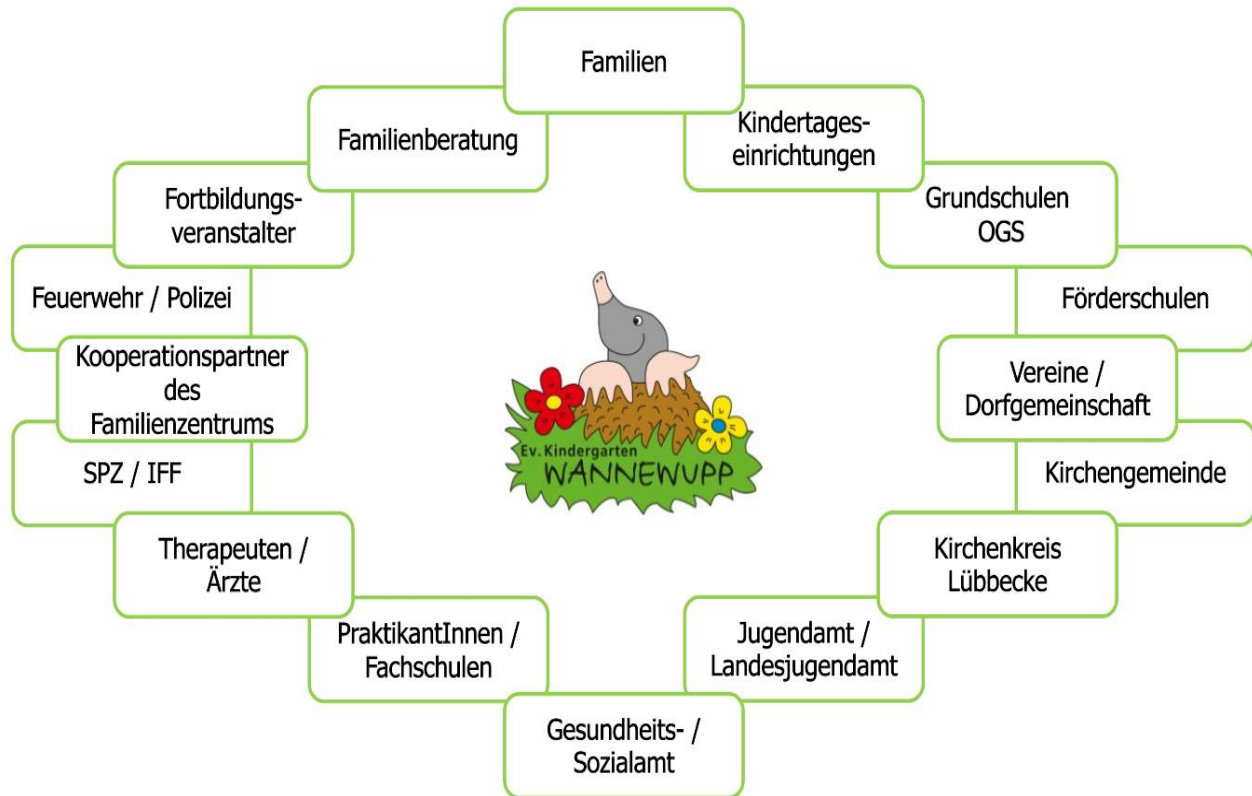 Familien
Familienberatung
Kindertages-
einrichtungen
Fortbildungs-
veranstalter
Grundschulen
OGS
Feuerwehr / Polizei
Förderschulen
Kooperationspartner
des
Familienzentrums
Vereine /
Dorfgemeinschaft
Ev. Kindergarten
WANNEWUPP
SPZ / IFF
Kirchengemeinde
Therapeuten /
Ärzte
Kirchenkreis
Lübbecke
PraktikantInnen /
Fachschulen
Jugendamt /
Landesjugendamt
Gesundheits- /
Sozialamt